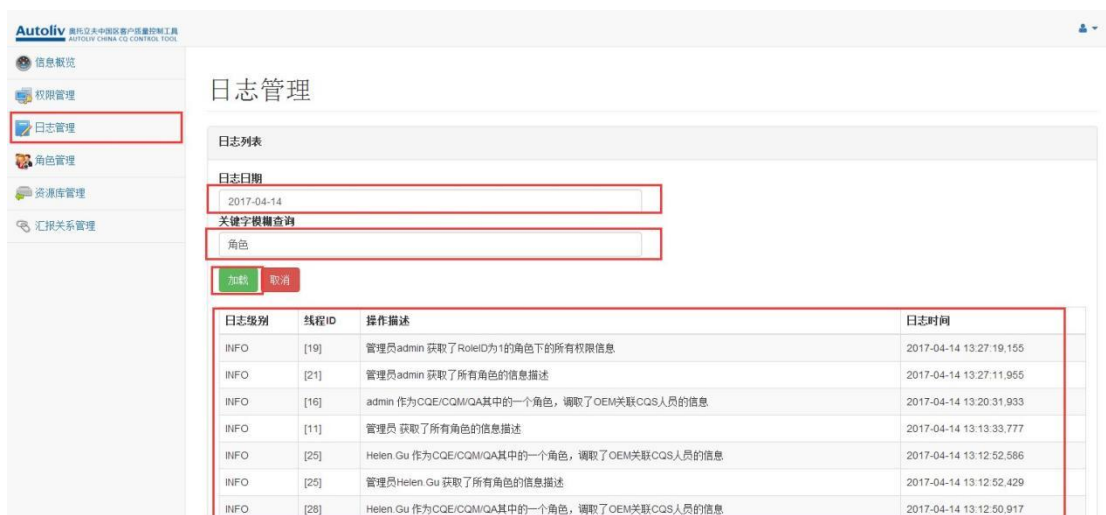 Autoliv 奥托立夫中国区客户质量控制工具
AUTOLIV CHINA CQ CONTROL TOOL
信息概览
权限管理
日志管理
角色管理
资源库管理
汇报关系管理
日志管理
日志列表
日志日期
2017-04-14
关键字模糊查询
角色
加载 取消
日志级别 线程ID 操作描述 日志时间
INFO [19] 管理员admin 获取了RoleID为1的角色下的所有权限信息 2017-04-14 13:27:19,155
INFO [21] 管理员admin 获取了所有角色的信息描述 2017-04-14 13:27:11,955
INFO [16] admin 作为CQE/CQM/QA其中的一个角色，调取了OEM关联CQS人员的信息 2017-04-14 13:20:31,933
INFO [11] 管理员 获取了所有角色的信息描述 2017-04-14 13:13:33,777
INFO [25] Helen.Gu 作为CQE/CQM/QA其中的一个角色，调取了OEM关联CQS人员的信息 2017-04-14 13:12:52,586
INFO [25] 管理员Helen.Gu 获取了所有角色的信息描述 2017-04-14 13:12:52,429
INFO [28] Helen.Gu 作为CQE/CQM/QA其中的一个角色，调取了OEM关联CQS人员的信息 2017-04-14 13:12:50,917